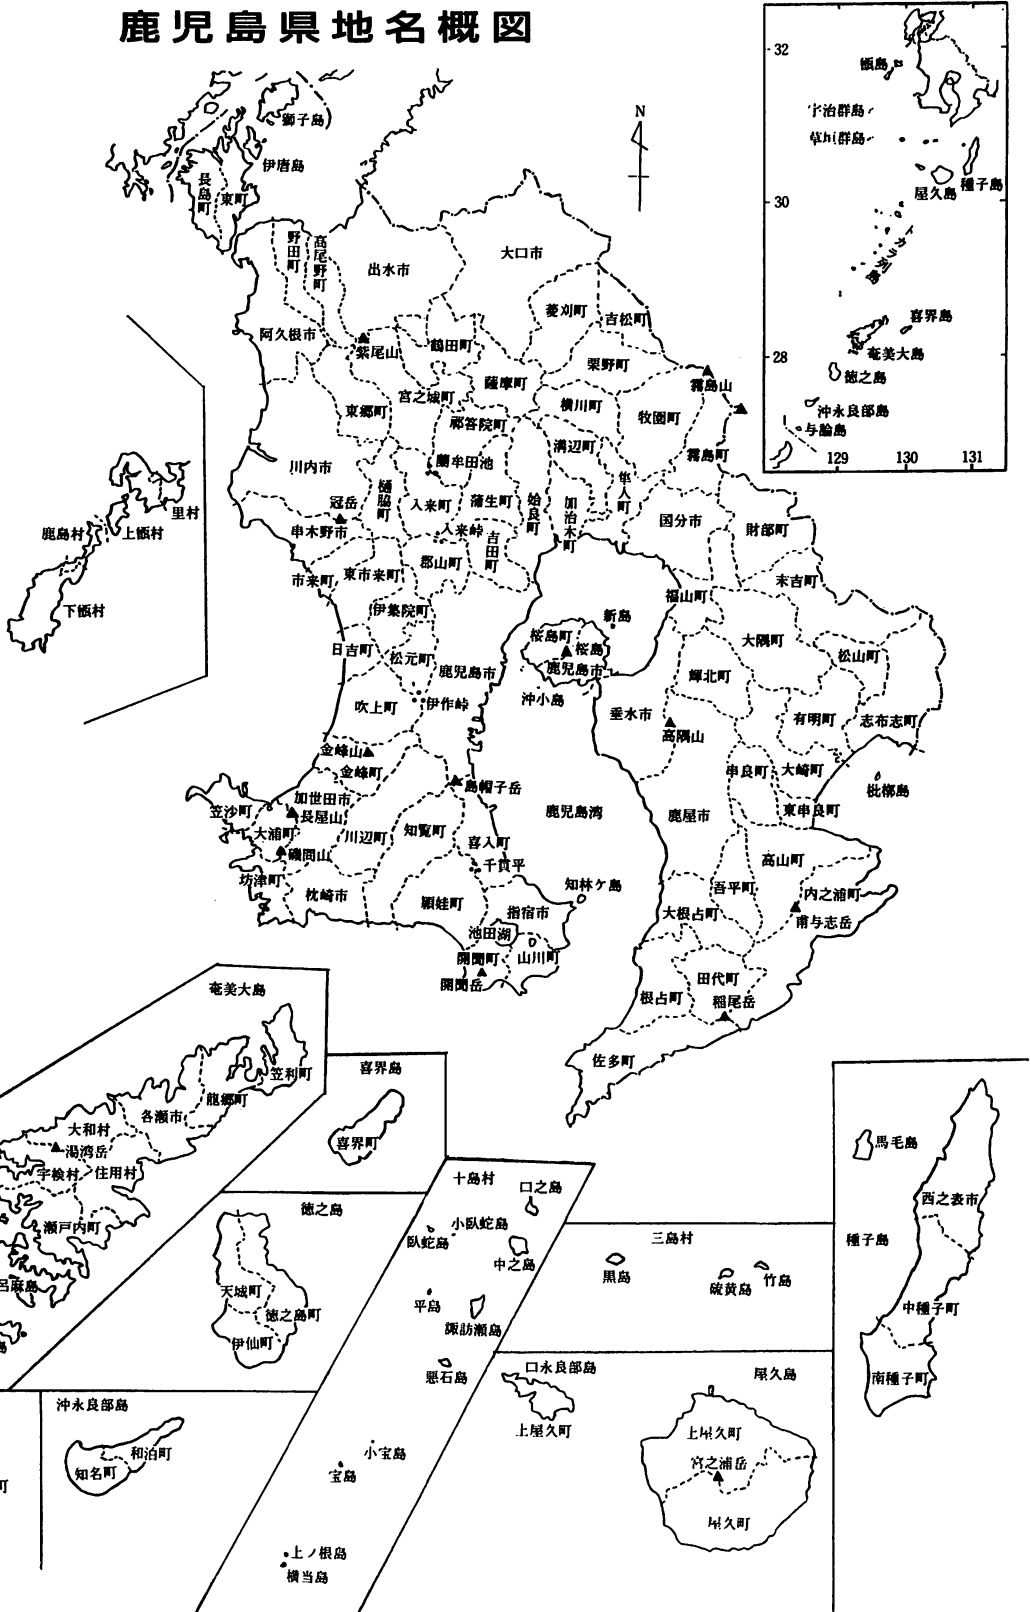 鹿児島県地名概図
N
32
30
28
129
130
131
甑島
宇治群島
草垣群島
屋久島
種子島
トカラ列島
喜界島
奄美大島
徳之島
沖永良部島
与論島
獅子島
伊唐島
長島町
東町
野田町
高尾野町
出水市
大口市
阿久根市
紫尾山
鶴田町
菱刈町
吉松町
栗野町
霧島山
宮之城町
薩摩町
横川町
牧園町
東郷町
祁答院町
溝辺町
霧島町
川内市
藺牟田池
樋脇町
入来町
蒲生町
姶良町
加治木町
隼人町
国分市
財部町
冠岳
串木野市
入来峠
吉田町
郡山町
市来町
東市来町
末吉町
福山町
伊集院町
新島
桜島町
桜島
鹿児島市
大隅町
松山町
日吉町
松元町
鹿児島市
輝北町
沖小島
吹上町
伊作峠
垂水市
高隅山
有明町
志布志町
金峰山
金峰町
烏帽子岳
串良町
大崎町
枇榔島
笠沙町
加世田市
長屋山
鹿児島湾
鹿屋市
東串良町
大浦町
川辺町
知覧町
喜入町
磯間山
千貫平
高山町
坊津町
枕崎市
頴娃町
知林ケ島
吾平町
内之浦町
指宿市
大根占町
甫与志岳
池田湖
開聞町
山川町
開聞岳
田代町
根占町
稲尾岳
佐多町
里村
上甑村
鹿島村
下甑村
奄美大島
笠利町
龍郷町
名瀬市
大和村
湯湾岳
宇検村
住用村
瀬戸内町
呂麻島
島
喜界島
喜界町
徳之島
天城町
徳之島町
伊仙町
沖永良部島
和泊町
知名町
町
十島村
口之島
小臥蛇島
臥蛇島
中之島
平島
諏訪瀬島
悪石島
小宝島
宝島
上ノ根島
横当島
三島村
黒島
硫黄島
竹島
口永良部島
上屋久町
屋久島
上屋久町
宮之浦岳
屋久町
馬毛島
種子島
西之表市
中種子町
南種子町